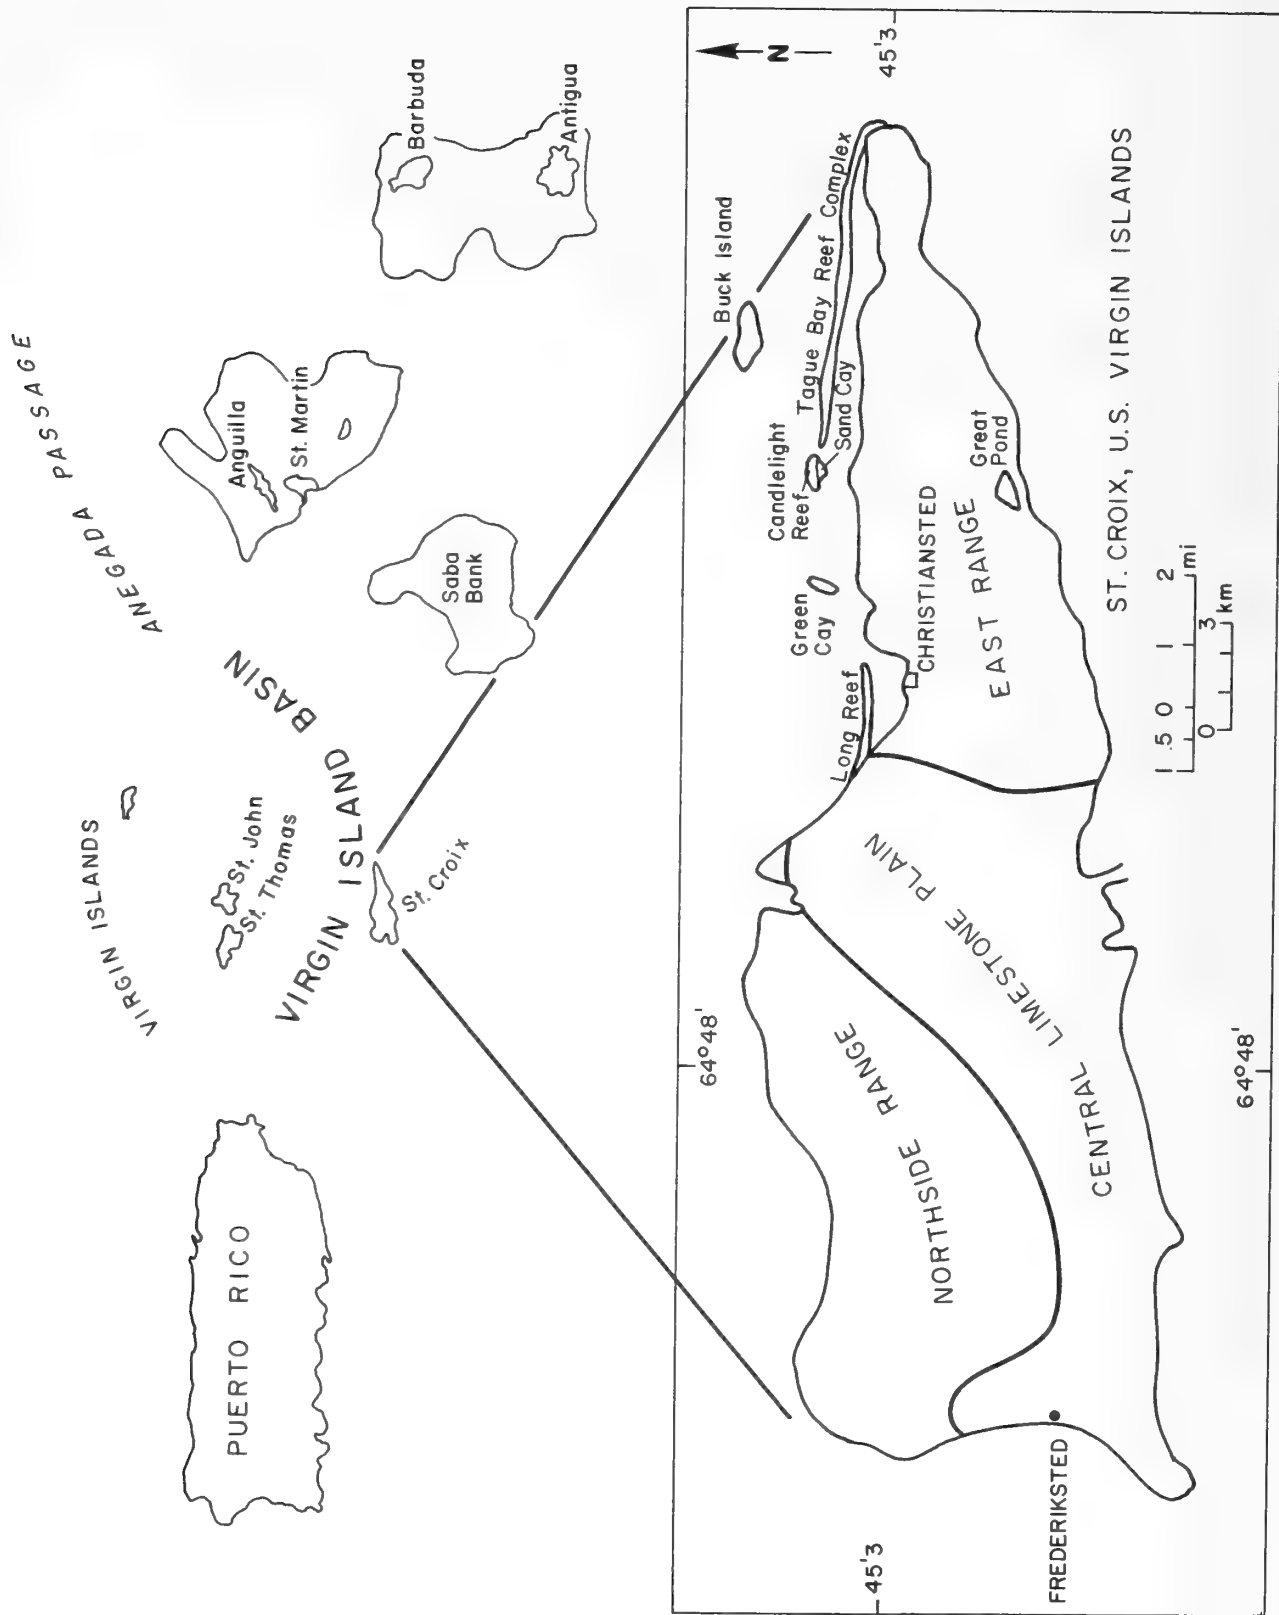 ANEGADA PASSAGE
Barbuda
Antigua
Anguilla
St. Martin
Saba
Bank
VIRGIN ISLANDS
St. John
St. Thomas
VIRGIN ISLAND BASIN
St. Croix
PUERTO RICO
N
45'3
Buck Island
Tague Bay Reef Complex
Candlelight
Reef
Sand Cay
Green
Cay
Long Reef
CHRISTIANSTED
EAST RANGE
Great
Pond
64°48'
NORTHSIDE RANGE
CENTRAL LIMESTONE PLAIN
FREDERIKSTED
45'3
64°48'
1 .5 0 1 2 mi
0 3 km
ST. CROIX, U.S. VIRGIN ISLANDS